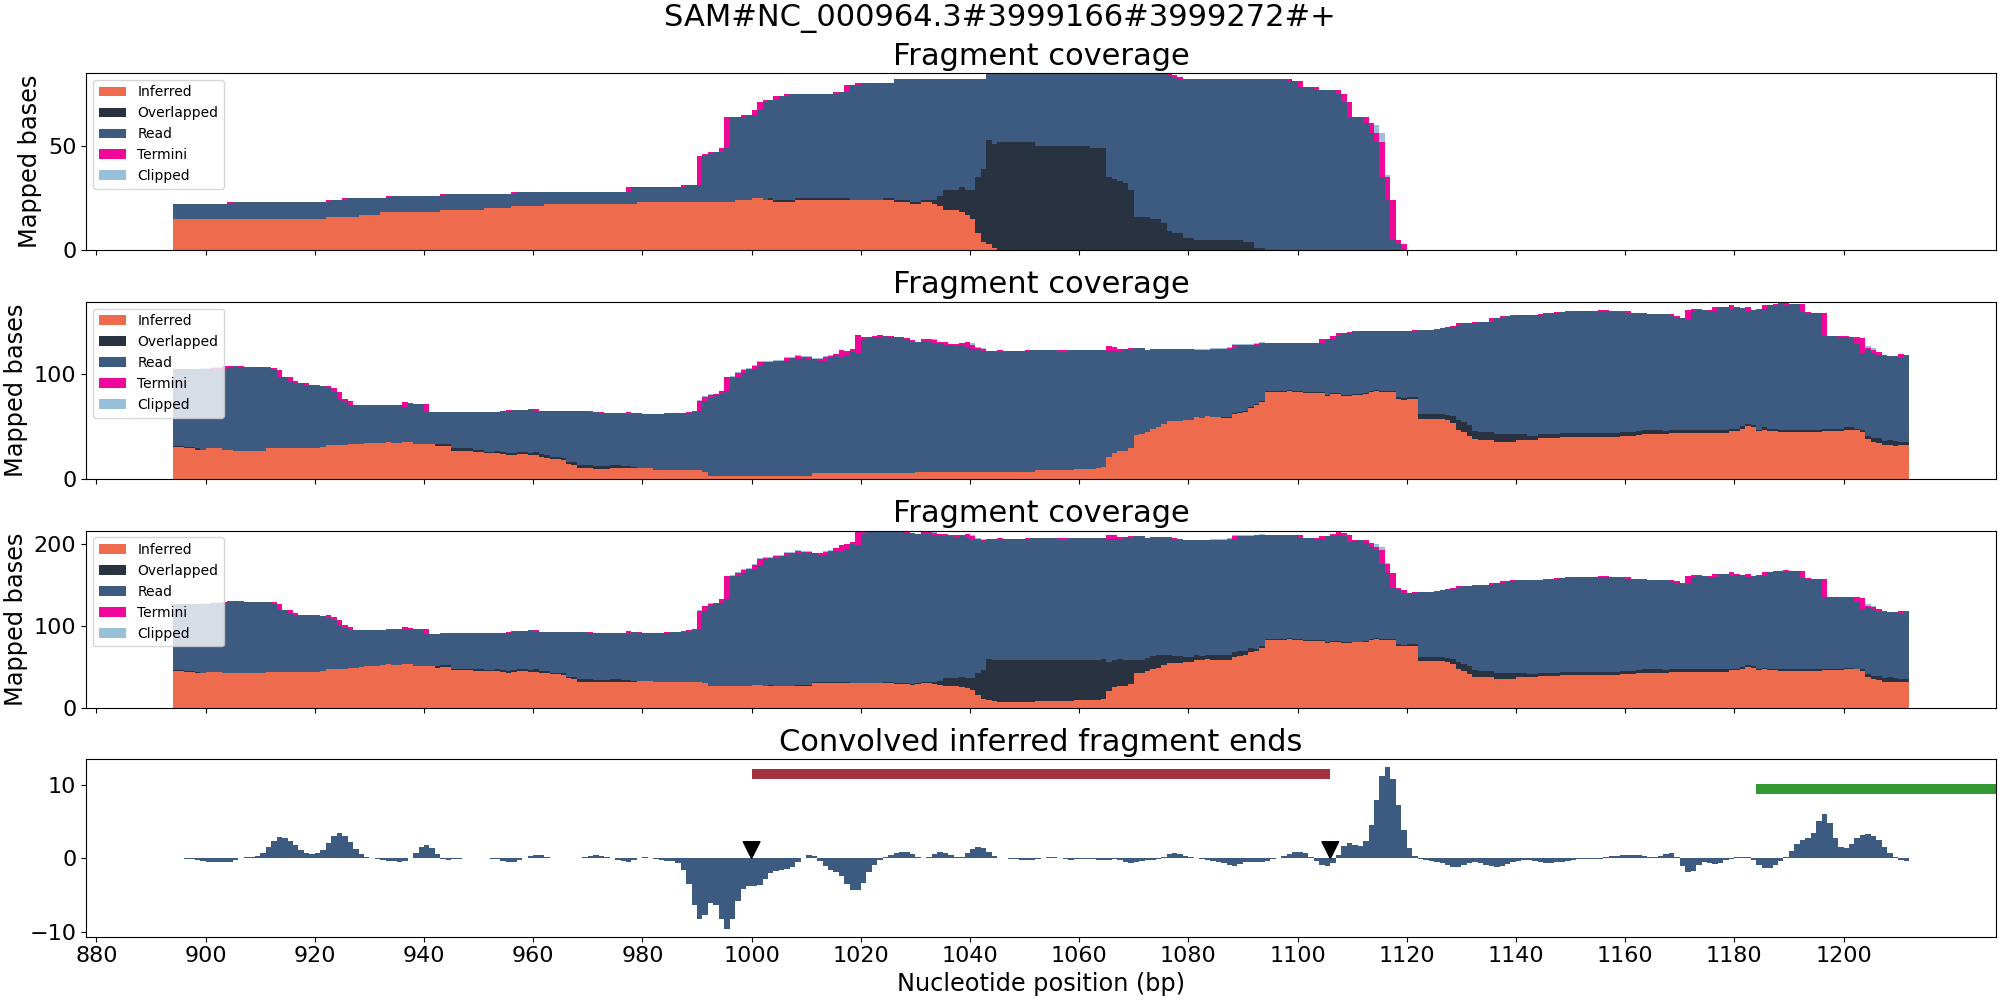 SAM#NC_000964.3#3999166#3999272#+
Fragment coverage
Mapped bases
50
0
Inferred
Overlapped
Read
Termini
Clipped
Fragment coverage
Mapped bases
100
0
Inferred
Overlapped
Read
Termini
Clipped
Fragment coverage
Mapped bases
200
100
0
Inferred
Overlapped
Read
Termini
Clipped
Convolved inferred fragment ends
10
0
−10
880 900 920 940 960 980 1000 1020 1040 1060 1080 1100 1120 1140 1160 1180 1200
Nucleotide position (bp)